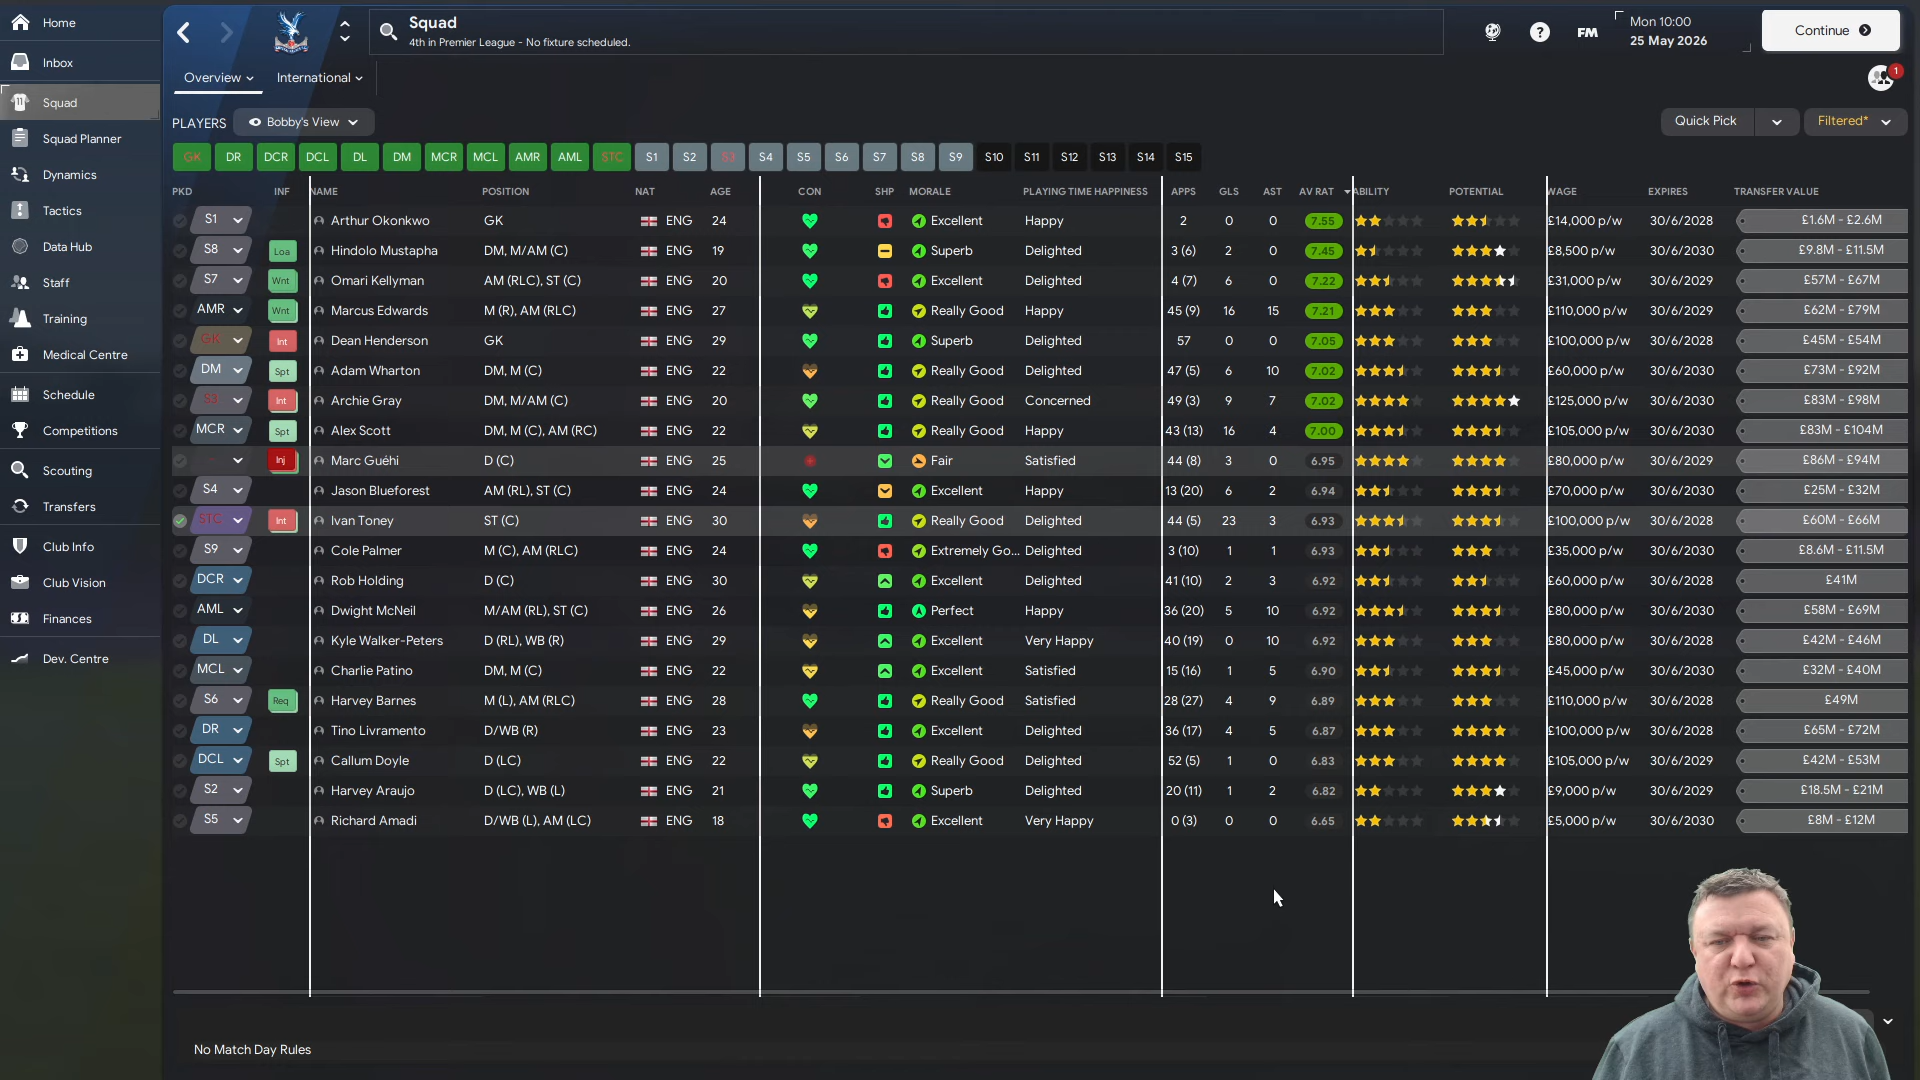 Home
Inbox
Squad
Squad Planner
Dynamics
Tactics
Data Hub
Staff
Training
Medical Centre
Schedule
Competitions
Scouting
Transfers
Club Info
Club Vision
Finances
Dev. Centre
Squad
4th in Premier League - No fixture scheduled.
FM
Mon 10:00
25 May 2026
Continue
Overview International
1
PLAYERS Bobby's View Quick Pick Filtered*
GK DR DCR DCL DL DM MCR MCL AMR AML STC S1 S2 S3 S4 S5 S6 S7 S8 S9 S10 S11 S12 S13 S14 S15
PKD INF NAME POSITION NAT AGE CON SHP MORALE PLAYING TIME HAPPINESS APPS GLS AST AV RAT ABILITY POTENTIAL WAGE EXPIRES TRANSFER VALUE
S1 Arthur Okonkwo GK ENG 24 Excellent Happy 2 0 0 7.55 £14,000 p/w 30/6/2028 £1.6M - £2.6M
S8 Loa Hindolo Mustapha DM, M/AM (C) ENG 19 Superb Delighted 3 (6) 2 0 7.45 £8,500 p/w 30/6/2030 £9.8M - £11.5M
S7 Wnt Omari Kellyman AM (RLC), ST (C) ENG 20 Excellent Delighted 4 (7) 6 0 7.22 £31,000 p/w 30/6/2029 £57M - £67M
AMR Wnt Marcus Edwards M (R), AM (RLC) ENG 27 Really Good Happy 45 (9) 16 15 7.21 £110,000 p/w 30/6/2029 £62M - £79M
GK Int Dean Henderson GK ENG 29 Superb Delighted 57 0 0 7.05 £100,000 p/w 30/6/2028 £45M - £54M
DM Spt Adam Wharton DM, M (C) ENG 22 Really Good Delighted 47 (5) 6 10 7.02 £60,000 p/w 30/6/2029 £73M - £92M
S3 Int Archie Gray DM, M/AM (C) ENG 20 Really Good Concerned 49 (3) 9 7 7.02 £125,000 p/w 30/6/2030 £83M - £98M
MCR Spt Alex Scott DM, M (C), AM (RC) ENG 22 Really Good Happy 43 (13) 16 4 7.00 £105,000 p/w 30/6/2030 £83M - £104M
Inj Marc Guéhi D (C) ENG 25 Fair Satisfied 44 (8) 3 0 6.95 £80,000 p/w 30/6/2029 £86M - £94M
S4 Jason Blueforest AM (RL), ST (C) ENG 24 Excellent Happy 13 (20) 6 2 6.94 £70,000 p/w 30/6/2030 £25M - £32M
STC Int Ivan Toney ST (C) ENG 30 Really Good Delighted 44 (5) 23 3 6.93 £100,000 p/w 30/6/2028 £60M - £66M
S9 Cole Palmer M (C), AM (RLC) ENG 24 Extremely Go... Delighted 3 (10) 1 1 6.93 £35,000 p/w 30/6/2030 £8.6M - £11.5M
DCR Rob Holding D (C) ENG 30 Excellent Delighted 41 (10) 2 3 6.92 £60,000 p/w 30/6/2028 £41M
AML Dwight McNeil M/AM (RL), ST (C) ENG 26 Perfect Happy 36 (20) 5 10 6.92 £80,000 p/w 30/6/2030 £58M - £69M
DL Kyle Walker-Peters D (RL), WB (R) ENG 29 Excellent Very Happy 40 (19) 0 10 6.92 £80,000 p/w 30/6/2028 £42M - £46M
MCL Charlie Patino DM, M (C) ENG 22 Excellent Satisfied 15 (16) 1 5 6.90 £45,000 p/w 30/6/2030 £32M - £40M
S6 Req Harvey Barnes M (L), AM (RLC) ENG 28 Really Good Satisfied 28 (27) 4 9 6.89 £110,000 p/w 30/6/2028 £49M
DR Tino Livramento D/WB (R) ENG 23 Excellent Delighted 36 (17) 4 5 6.87 £100,000 p/w 30/6/2028 £65M - £72M
DCL Spt Callum Doyle D (LC) ENG 22 Really Good Delighted 52 (5) 1 0 6.83 £105,000 p/w 30/6/2029 £42M - £53M
S2 Harvey Araujo D (LC), WB (L) ENG 21 Superb Delighted 20 (11) 1 2 6.82 £9,000 p/w 30/6/2029 £18.5M - £21M
S5 Richard Amadi D/WB (L), AM (LC) ENG 18 Excellent Very Happy 0 (3) 0 0 6.65 £5,000 p/w 30/6/2030 £8M - £12M
No Match Day Rules